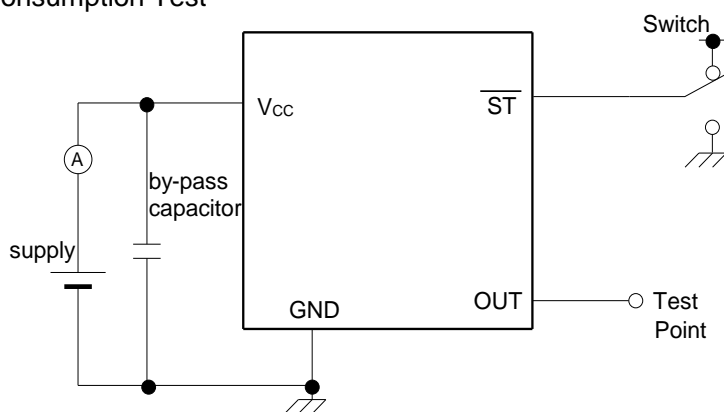 onsumption Test
Switch
VCC
ST
A
by-pass
capacitor
supply
GND
OUT
Test
Point